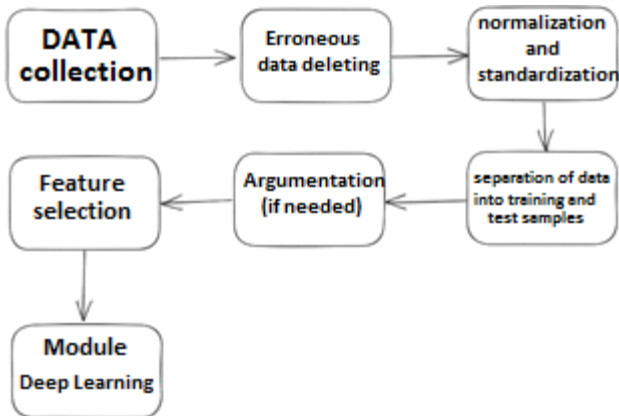 DATA
collection
Erroneous
data deleting
normalization
and
standardization
separation of data
into training and
test samples
Argumentation
(if needed)
Feature
selection
Module
Deep Learning